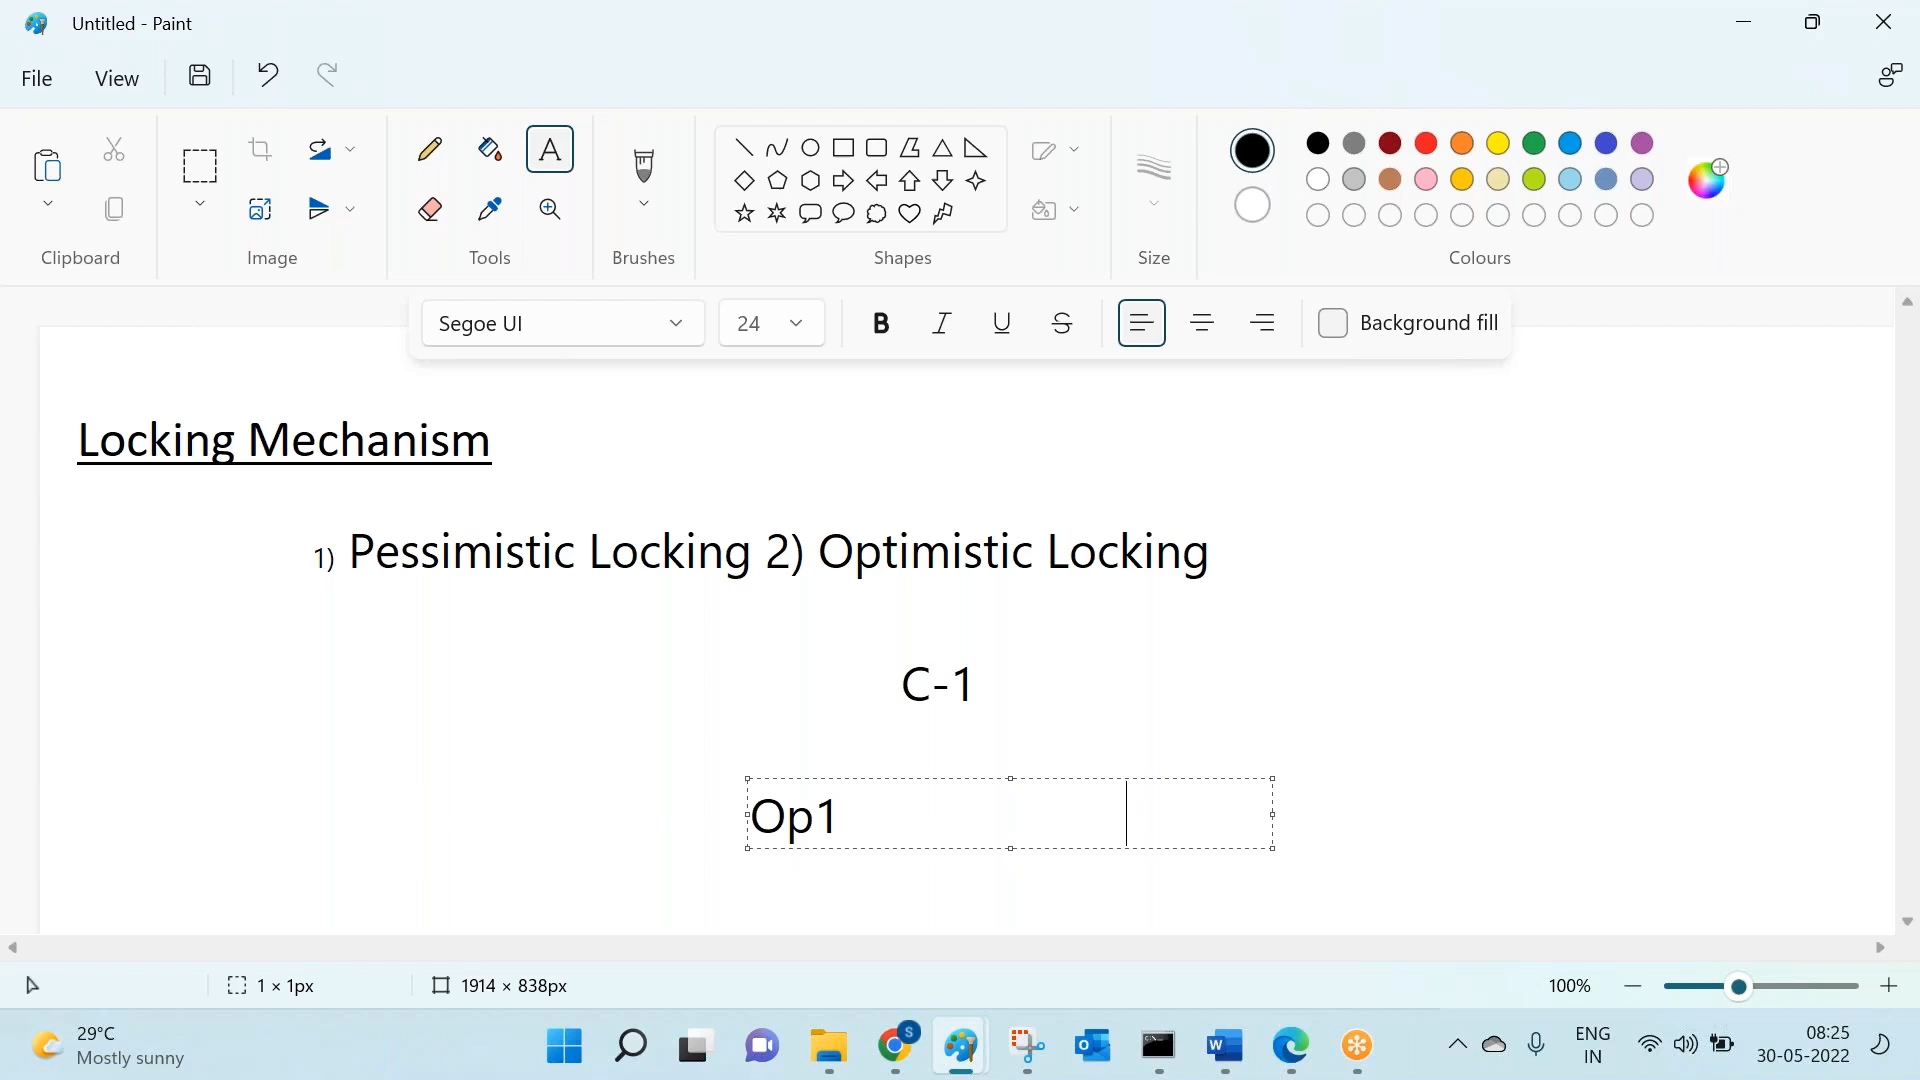 Untitled - Paint
File View
Clipboard Image Tools Brushes Shapes Size Colours
Segoe UI 24 B I U S Background fill
Locking Mechanism
1) Pessimistic Locking 2) Optimistic Locking
C-1
Op1
1 × 1px 1914 × 838px 100%
29°C
Mostly sunny
ENG
IN
08:25
30-05-2022